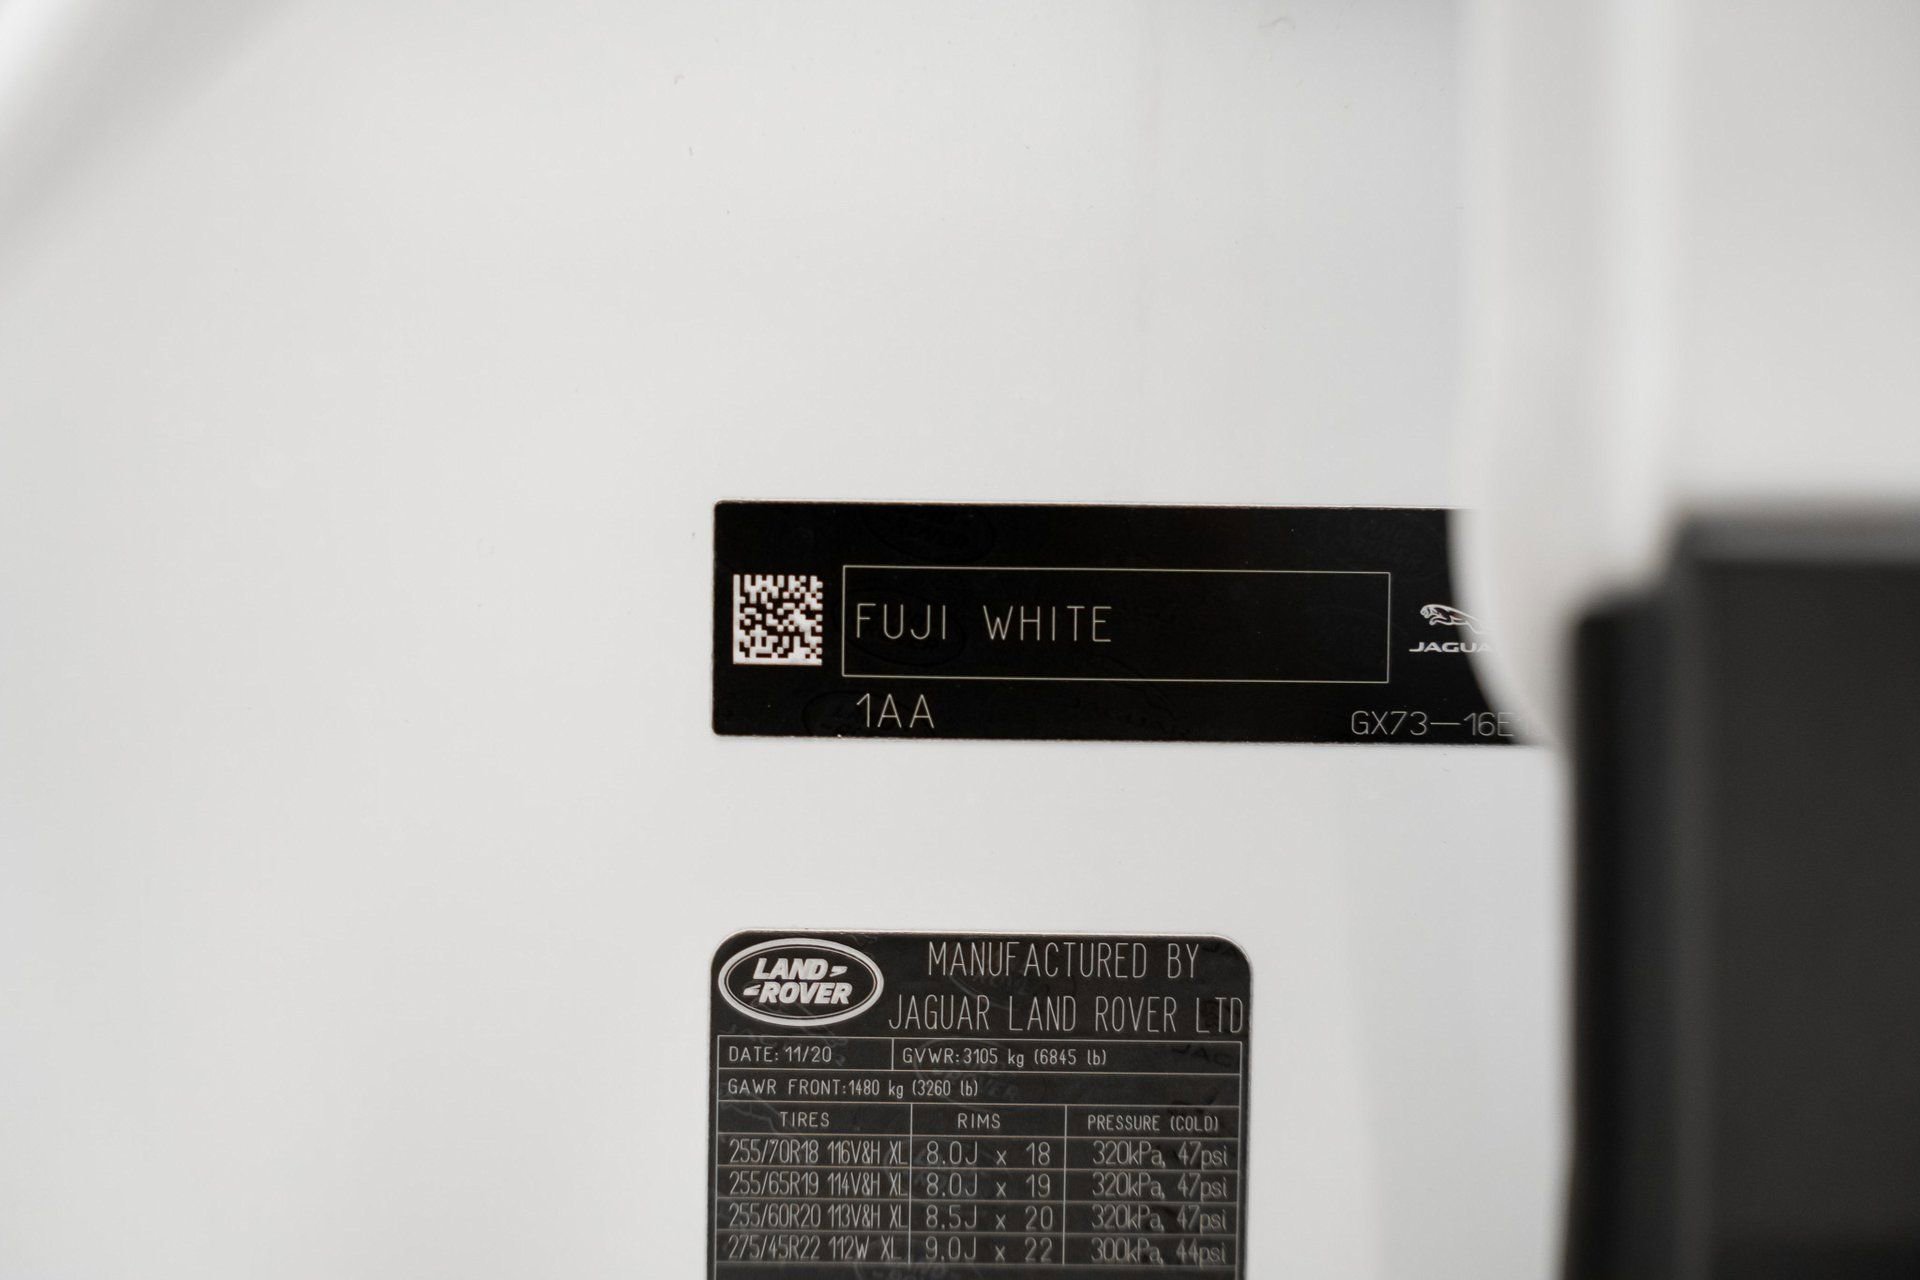 FUJI WHITE
1AA
GX73-16E
LAND ROVER
MANUFACTURED BY
JAGUAR LAND ROVER LTD
DATE: 11/20 GVWR:3105 kg (6845 lb)
GAWR FRONT:1480 kg (3260 lb)
TIRES RIMS PRESSURE (COLD)
255/70R18 116V&H XL 8.0J x 18 320kPa, 47psi
255/65R19 114V&H XL 8.0J x 19 320kPa, 47psi
255/60R20 113V&H XL 8.5J x 20 320kPa, 47psi
275/45R22 112W XL 9.0J x 22 300kPa, 44psi